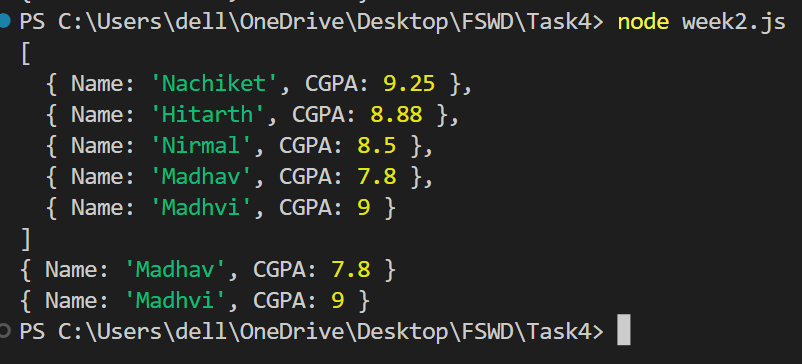 PS C:\Users\dell\OneDrive\Desktop\FSWD\Task4> node week2.js
[
  { Name: 'Nachiket', CGPA: 9.25 },
  { Name: 'Hitarth', CGPA: 8.88 },
  { Name: 'Nirmal', CGPA: 8.5 },
  { Name: 'Madhav', CGPA: 7.8 },
  { Name: 'Madhvi', CGPA: 9 }
]
{ Name: 'Madhav', CGPA: 7.8 }
{ Name: 'Madhvi', CGPA: 9 }
PS C:\Users\dell\OneDrive\Desktop\FSWD\Task4>